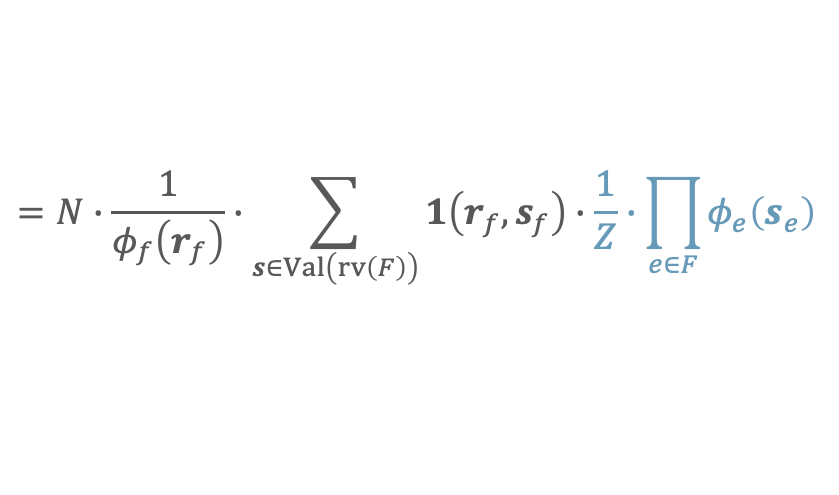 = N · 1/ϕ_f(r_f) · ∑_{s∈Val(rv(F))} 1(r_f, s_f) · 1/Z · ∏_{e∈F} ϕ_e(s_e)